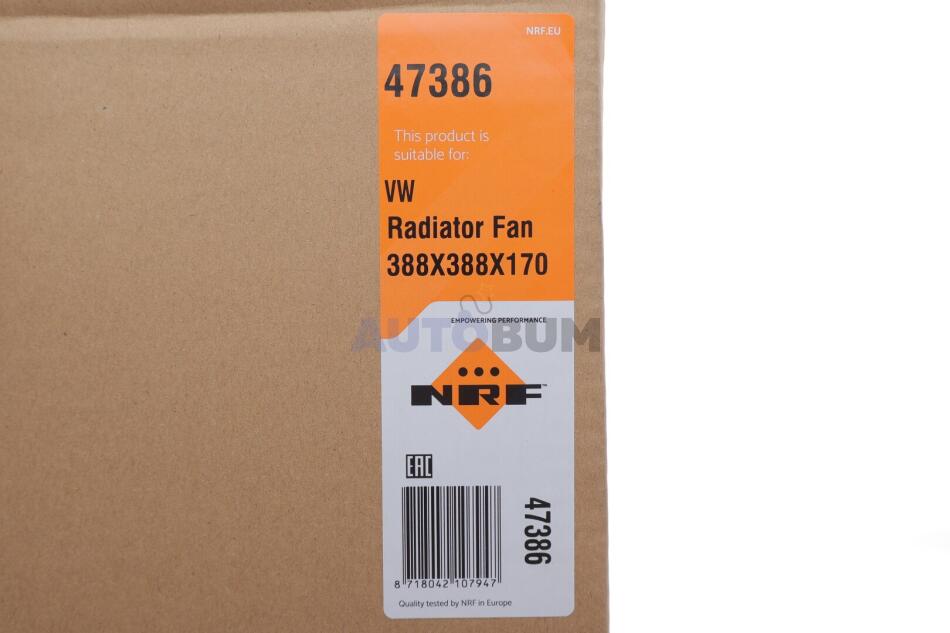 NRF.EU
47386
This product is
suitable for:
VW
Radiator Fan
388X388X170
EMPOWERING PERFORMANCE
AUTOBUM
NRF™
EAC
47386
8 718042 107947
Quality tested by NRF in Europe